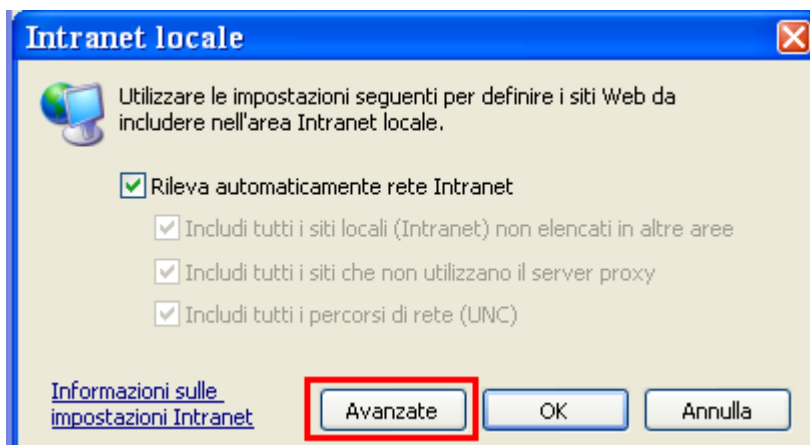 Intranet locale
Utilizzare le impostazioni seguenti per definire i siti Web da
includere nell'area Intranet locale.
Rileva automaticamente rete Intranet
Includi tutti i siti locali (Intranet) non elencati in altre aree
Includi tutti i siti che non utilizzano il server proxy
Includi tutti i percorsi di rete (UNC)
Informazioni sulle
impostazioni Intranet
Avanzate
OK
Annulla